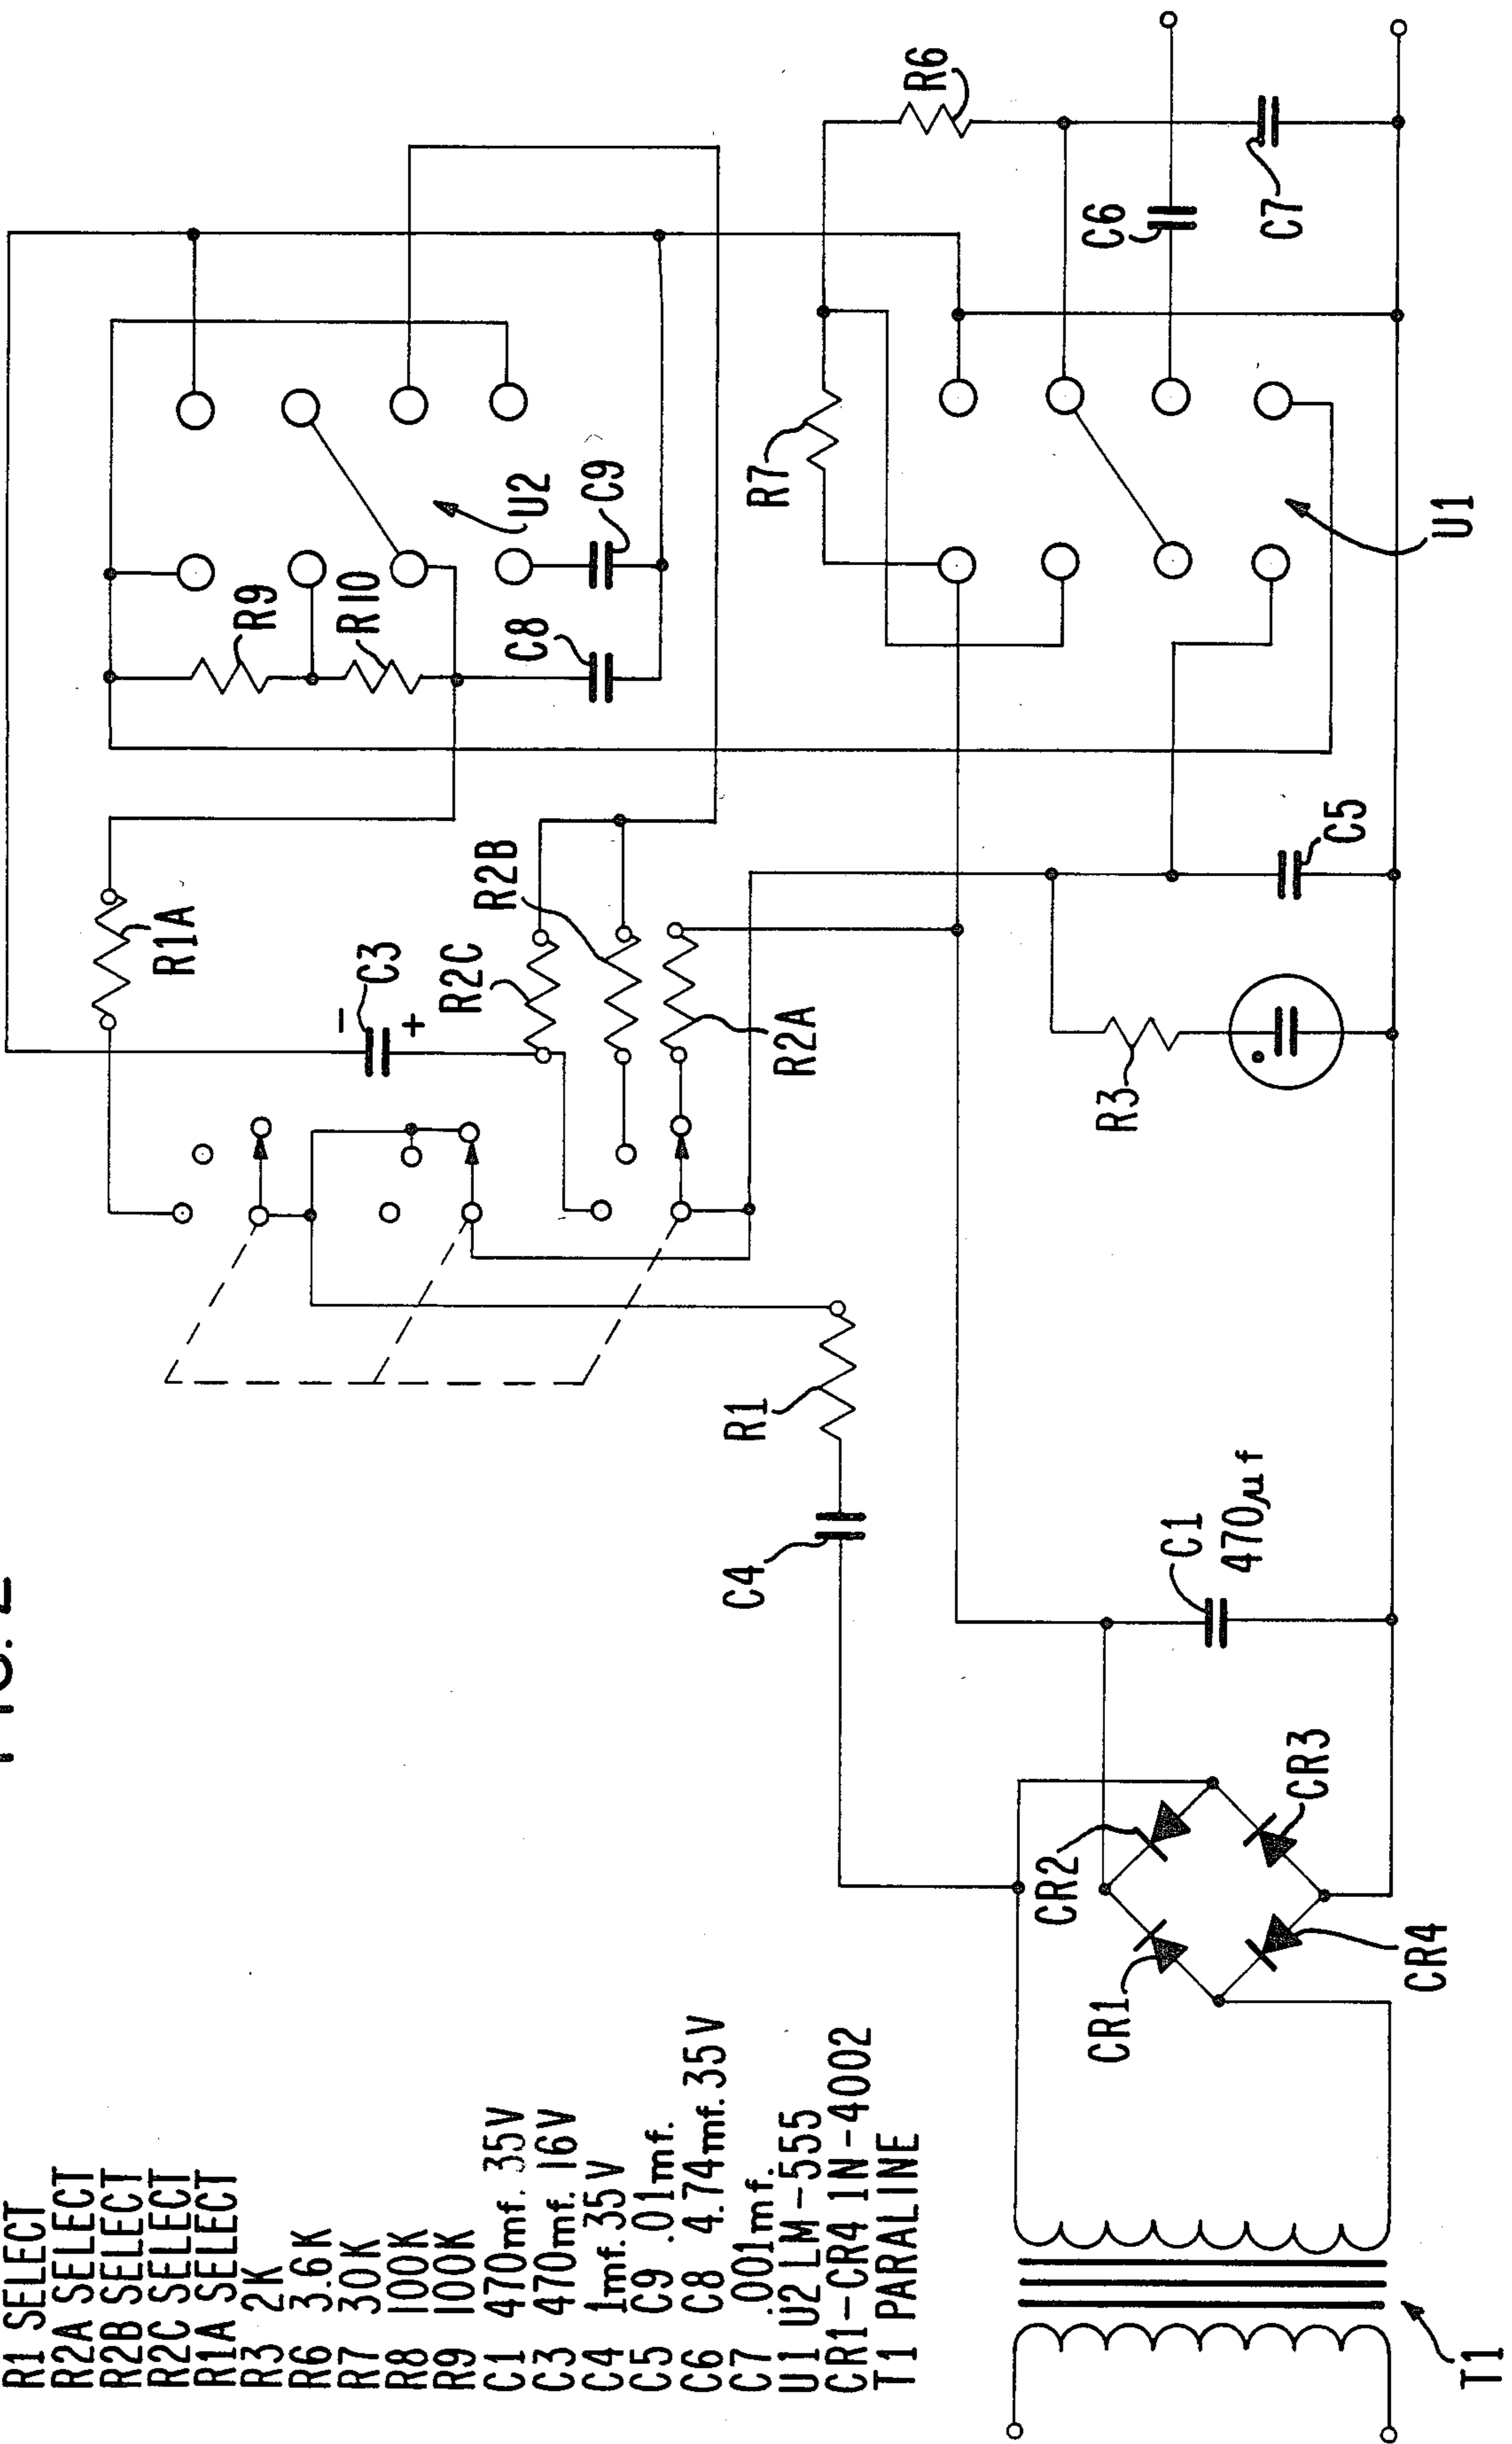 FIG. 2
R1 SELECT
R2A SELECT
R2B SELECT
R2C SELECT
R1A SELECT
R3 2K
R6 3.6K
R7 30K
R8 100K
R9 100K
C1 470mf. 35V
C3 470mf. 16V
C4 1mf. 35V
C5 C9 .01mf.
C6 C8 4.74mf. 35V
C7 .001mf.
U1 U2 LM-555
CR1-CR4 1N-4002
T1 PARALINE
R1A
C3
−
+
R2C
R2B
R2A
R9
R10
C8
C9
U2
R7
R6
C6
C7
U1
C5
R3
R1
C4
C1
470µf
CR2
CR3
CR1
CR4
T1